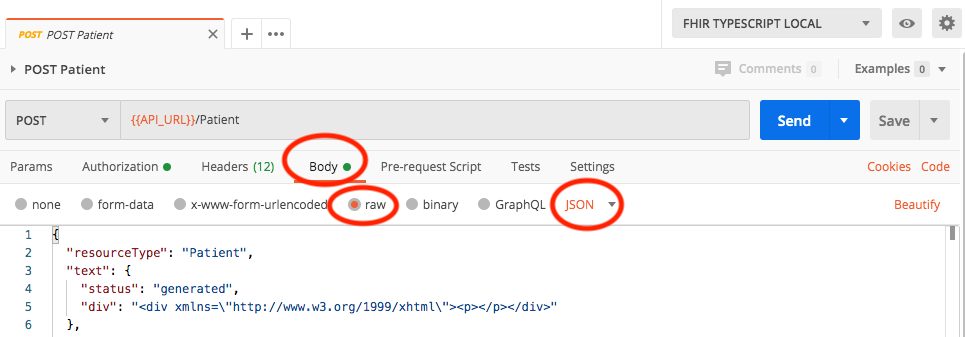 POST POST Patient
FHIR TYPESCRIPT LOCAL
POST Patient
Comments 0 Examples 0
POST {{API_URL}}/Patient Send Save
Params Authorization Headers (12) Body Pre-request Script Tests Settings Cookies Code
none form-data x-www-form-urlencoded raw binary GraphQL JSON Beautify
1 {
2 "resourceType": "Patient",
3 "text": {
4 "status": "generated",
5 "div": "<div xmlns=\"http://www.w3.org/1999/xhtml\"><p></p></div>"
6 },